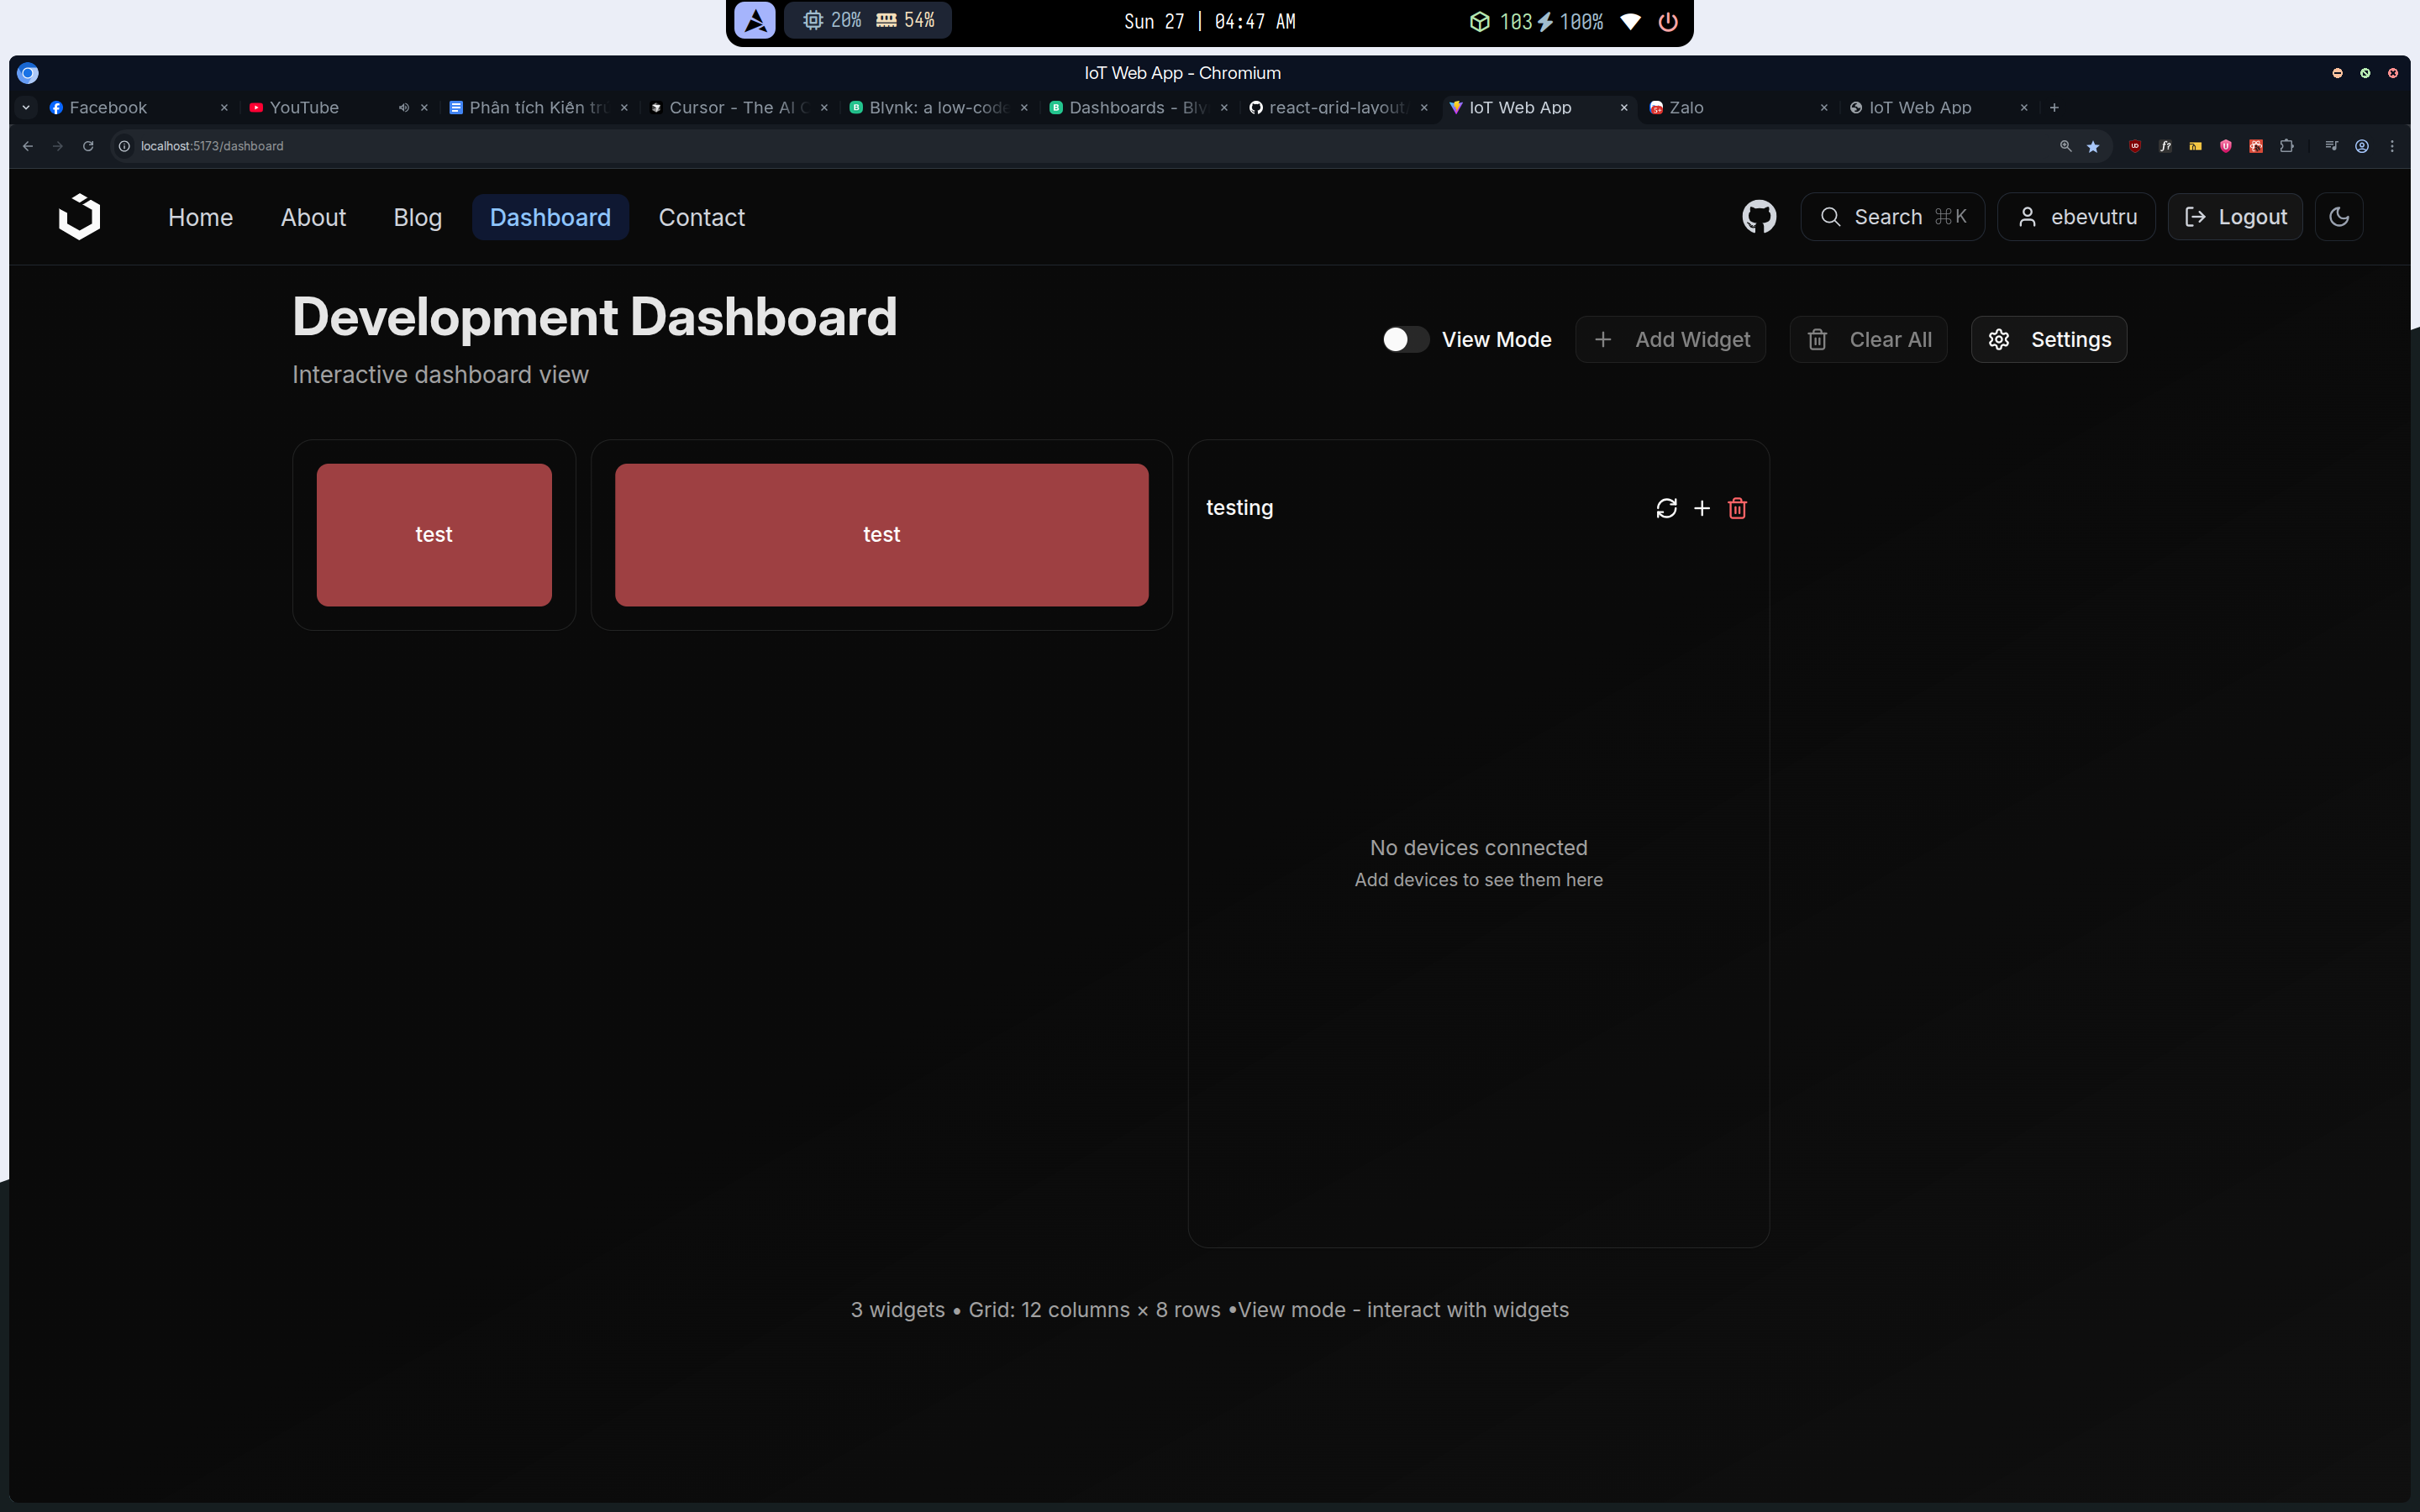 20% 54%
Sun 27 | 04:47 AM
103 100%
IoT Web App - Chromium
Facebook
YouTube
Phân tích Kiên tr
Cursor - The AI C
Blynk: a low-code
Dashboards - Bly
react-grid-layout
IoT Web App
Zalo
IoT Web App
localhost:5173/dashboard
Home
About
Blog
Dashboard
Contact
Search ⌘K
ebevutru
Logout
Development Dashboard
Interactive dashboard view
View Mode
Add Widget
Clear All
Settings
test
test
testing
No devices connected
Add devices to see them here
3 widgets • Grid: 12 columns × 8 rows •View mode - interact with widgets